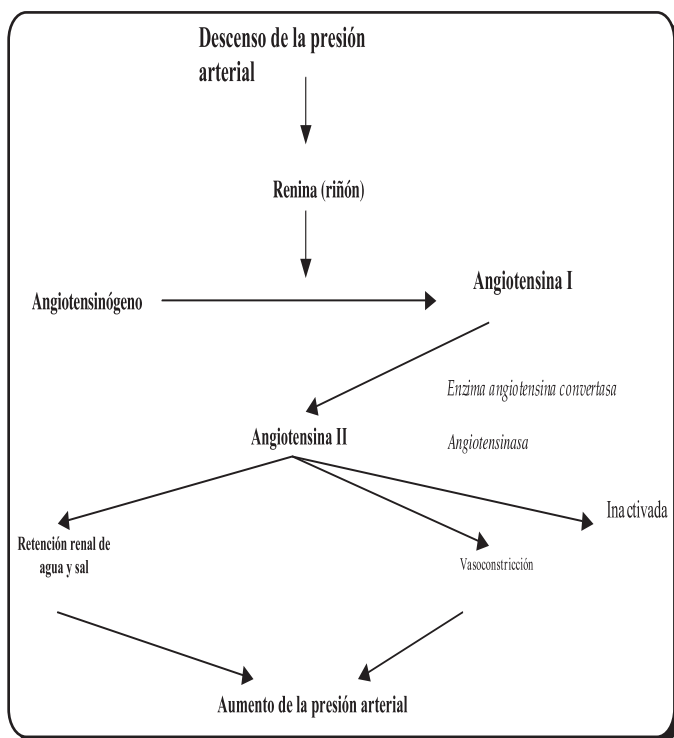 Descenso de la presión
arterial
Renina (riñón)
Angiotensina I
Angiotensinógeno
Enzima angiotensina convertasa
Angiotensina II
Angiotensinasa
Inactivada
Retención renal de
agua y sal
Vasoconstricción
Aumento de la presión arterial